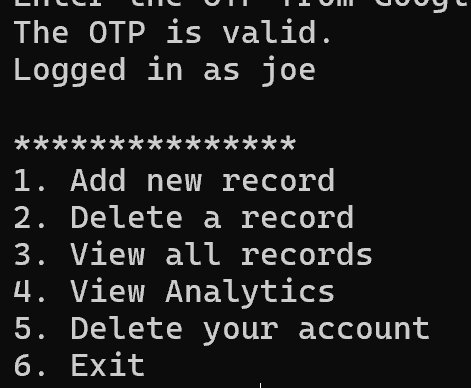 Enter the OTP from Googl
The OTP is valid.
Logged in as joe
***************
1. Add new record
2. Delete a record
3. View all records
4. View Analytics
5. Delete your account
6. Exit